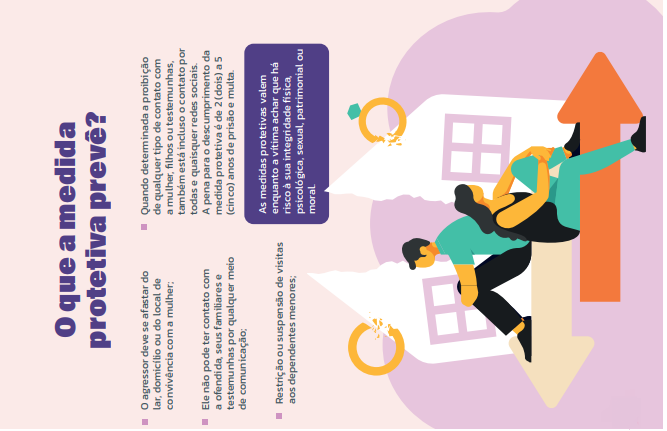 O que a medida
protetiva prevê?
O agressor deve se afastar do
lar, domicílio ou do local de
convivência com a mulher;
Ele não pode ter contato com
a ofendida, seus familiares e
testemunhas por qualquer meio
de comunicação;
Restrição ou suspensão de visitas
aos dependentes menores;
Quando determinada a proibição
de qualquer tipo de contato com
a mulher, filhos ou testemunhas,
também está incluso o contato por
todas e quaisquer redes sociais.
A pena para o descumprimento da
medida protetiva é de 2 (dois) a 5
(cinco) anos de prisão e multa.
As medidas protetivas valem
enquanto a vítima achar que há
risco à sua integridade física,
psicológica, sexual, patrimonial ou
moral.